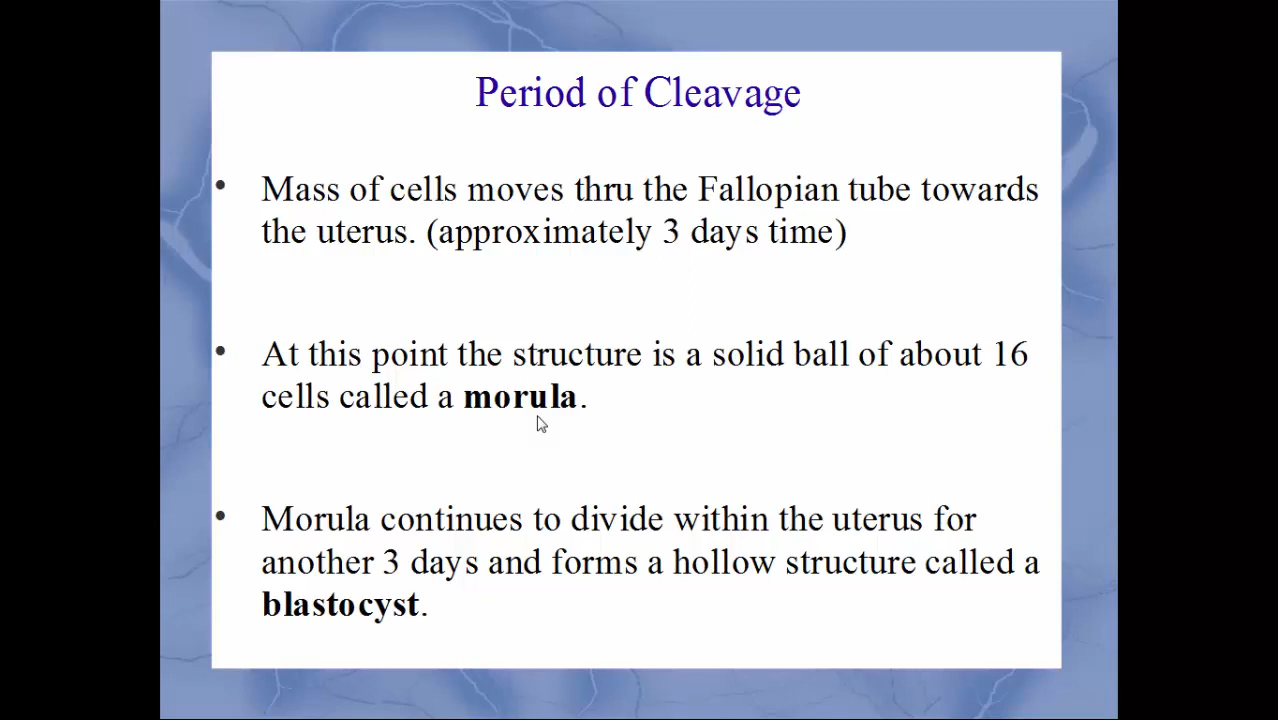 Period of Cleavage
• Mass of cells moves thru the Fallopian tube towards
the uterus. (approximately 3 days time)
• At this point the structure is a solid ball of about 16
cells called a morula.
• Morula continues to divide within the uterus for
another 3 days and forms a hollow structure called a
blastocyst.